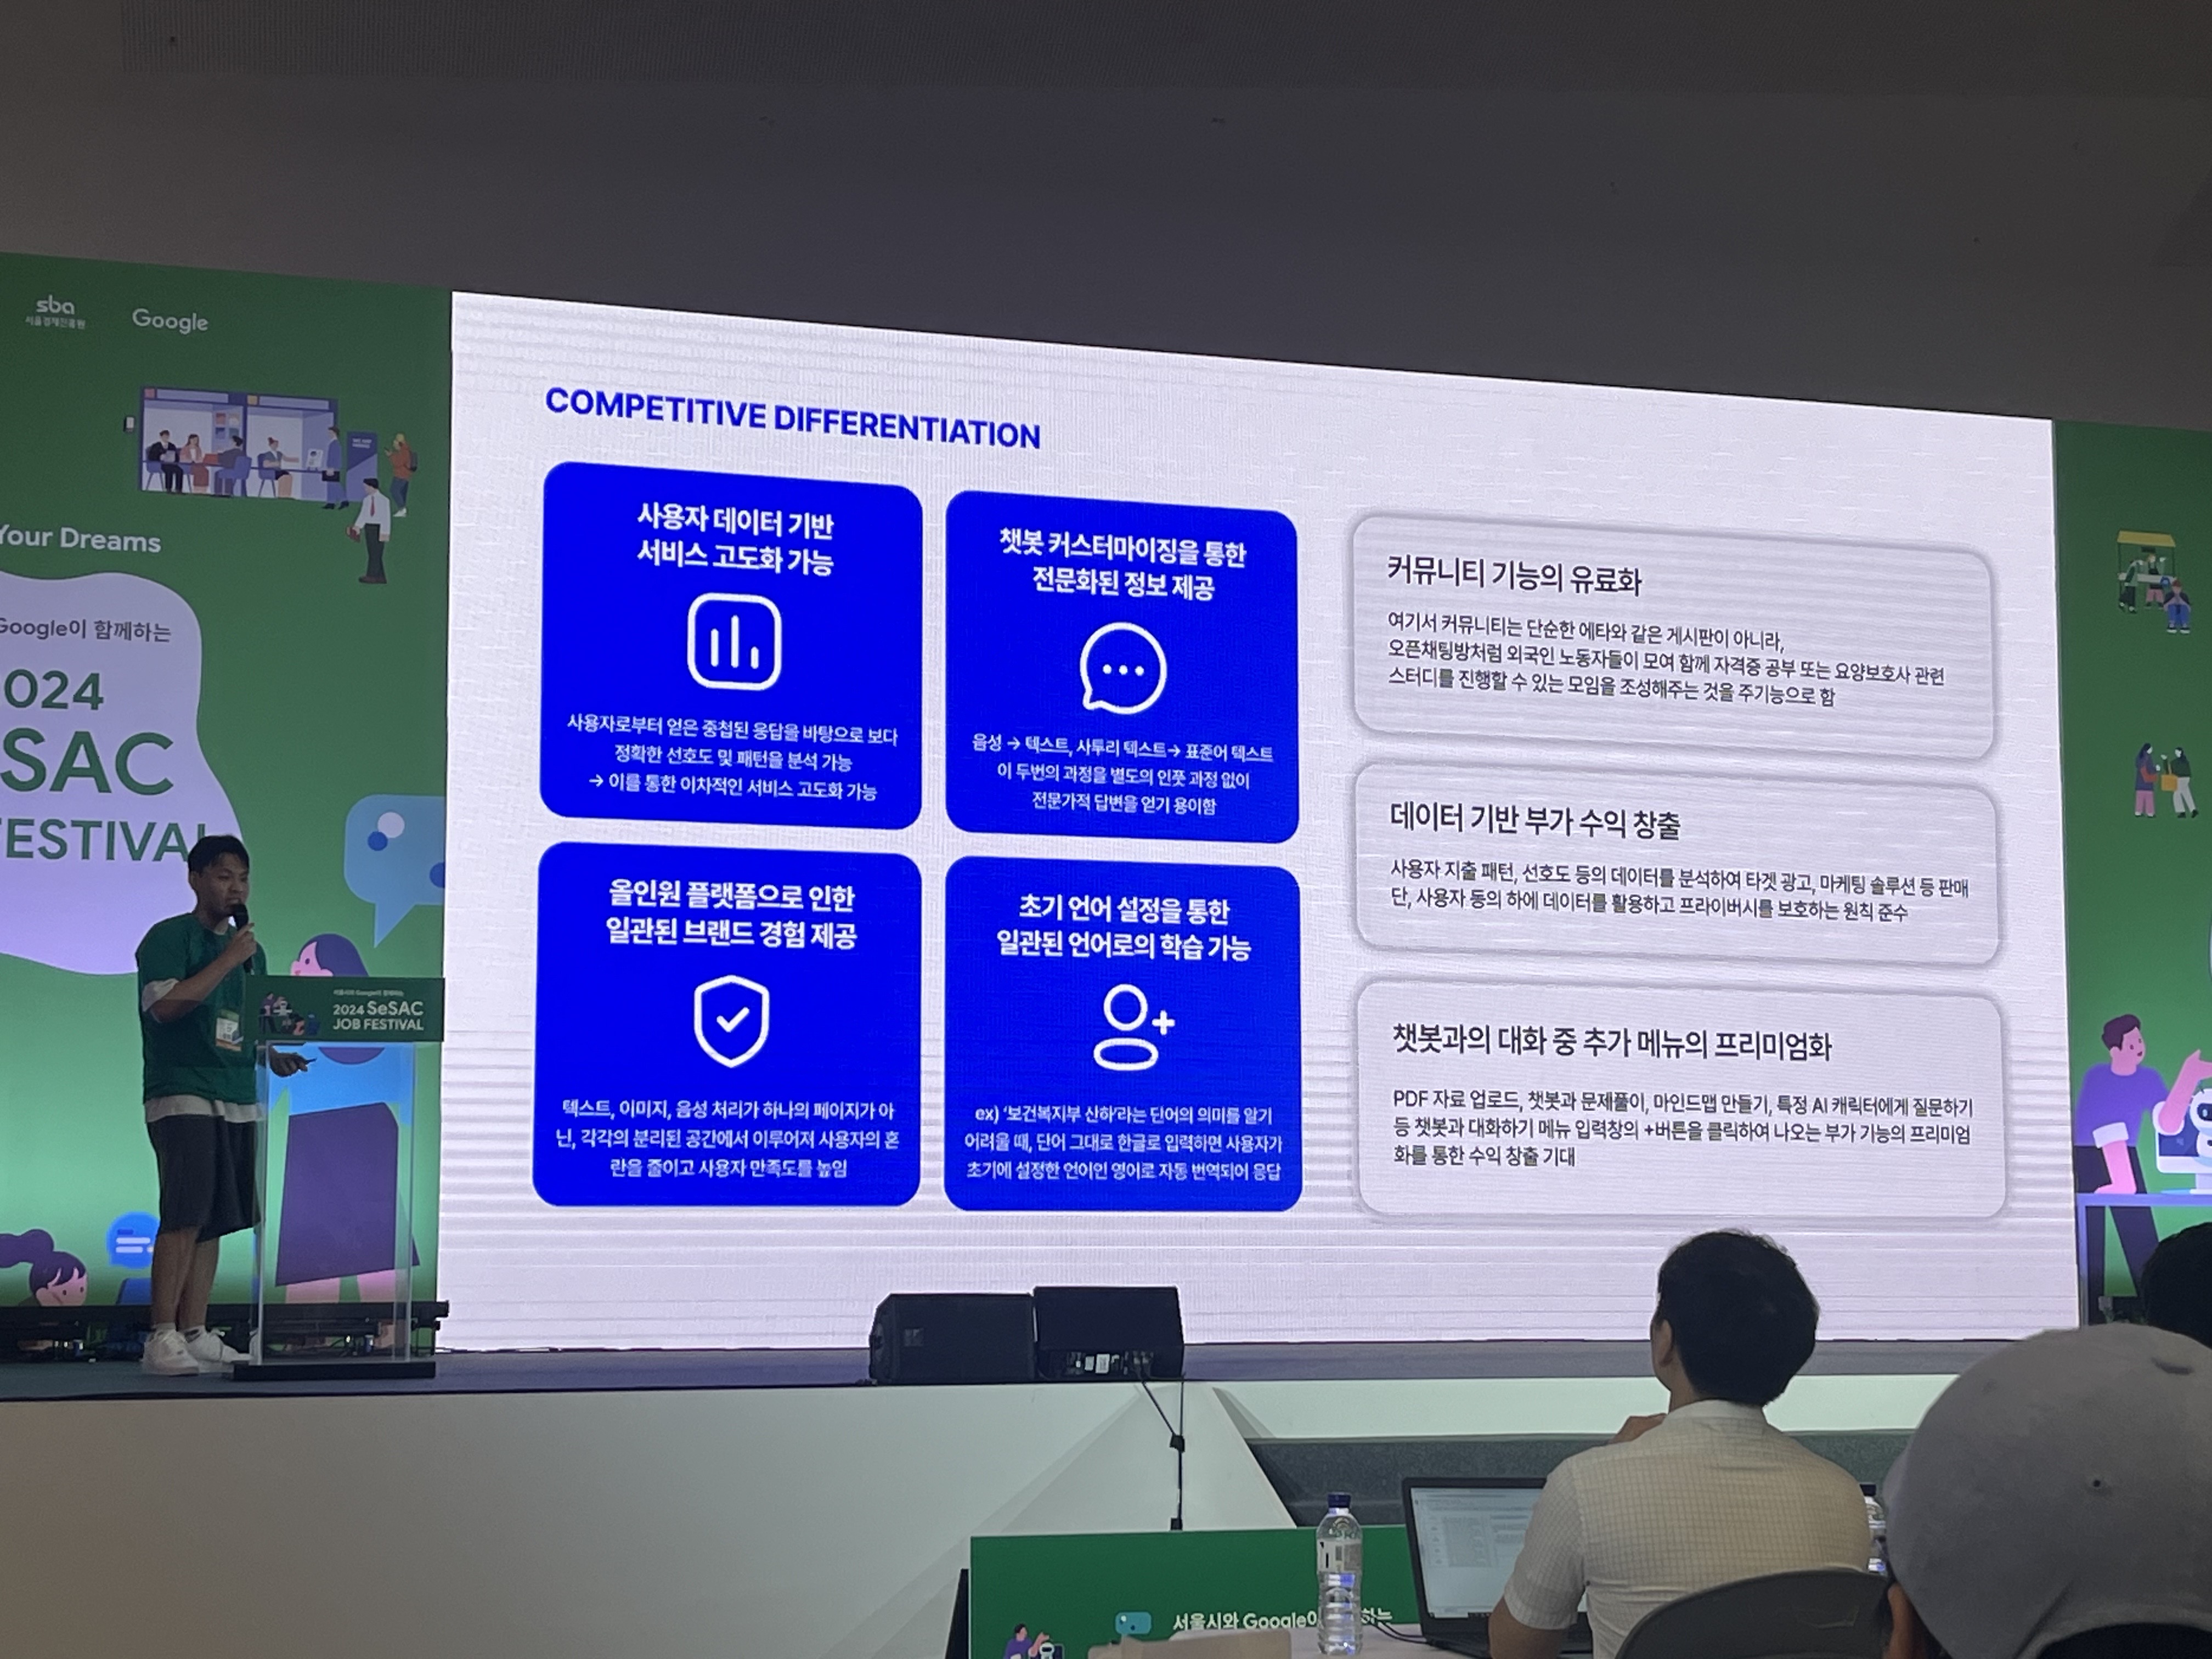 sba
서울경제진흥원
Google
Your Dreams
Google이 함께하는
2024
SAC
FESTIVAL
서울시와 Google이 함께하는
2024 SeSAC
JOB FESTIVAL
COMPETITIVE DIFFERENTIATION
사용자 데이터 기반
서비스 고도화 가능
사용자로부터 얻은 중첩된 응답을 바탕으로 보다
정확한 선호도 및 패턴을 분석 가능
→ 이를 통한 이차적인 서비스 고도화 가능
챗봇 커스터마이징을 통한
전문화된 정보 제공
음성 → 텍스트, 사투리 텍스트→ 표준어 텍스트
이 두번의 과정을 별도의 인풋 과정 없이
전문가적 답변을 얻기 용이함
올인원 플랫폼으로 인한
일관된 브랜드 경험 제공
텍스트, 이미지, 음성 처리가 하나의 페이지가 아
닌, 각각의 분리된 공간에서 이루어져 사용자의 혼
란을 줄이고 사용자 만족도를 높임
초기 언어 설정을 통한
일관된 언어로의 학습 가능
ex) '보건복지부 산하'라는 단어의 의미를 알기
어려울 때, 단어 그대로 한글로 입력하면 사용자가
초기에 설정한 언어인 영어로 자동 번역되어 응답
커뮤니티 기능의 유료화
여기서 커뮤니티는 단순한 에타와 같은 게시판이 아니라,
오픈채팅방처럼 외국인 노동자들이 모여 함께 자격증 공부 또는 요양보호사 관련
스터디를 진행할 수 있는 모임을 조성해주는 것을 주기능으로 함
데이터 기반 부가 수익 창출
사용자 지출 패턴, 선호도 등의 데이터를 분석하여 타겟 광고, 마케팅 솔루션 등 판매
단, 사용자 동의 하에 데이터를 활용하고 프라이버시를 보호하는 원칙 준수
챗봇과의 대화 중 추가 메뉴의 프리미엄화
PDF 자료 업로드, 챗봇과 문제풀이, 마인드맵 만들기, 특정 AI 캐릭터에게 질문하기
등 챗봇과 대화하기 메뉴 입력창의 +버튼을 클릭하여 나오는 부가 기능의 프리미엄
화를 통한 수익 창출 기대
서울시와 Google이 하는